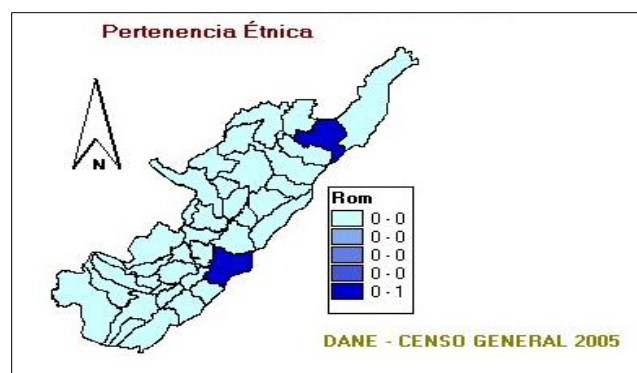 Pertenencia Étnica
N
Rom
0 - 0
0 - 0
0 - 0
0 - 0
0 - 1
DANE - CENSO GENERAL 2005